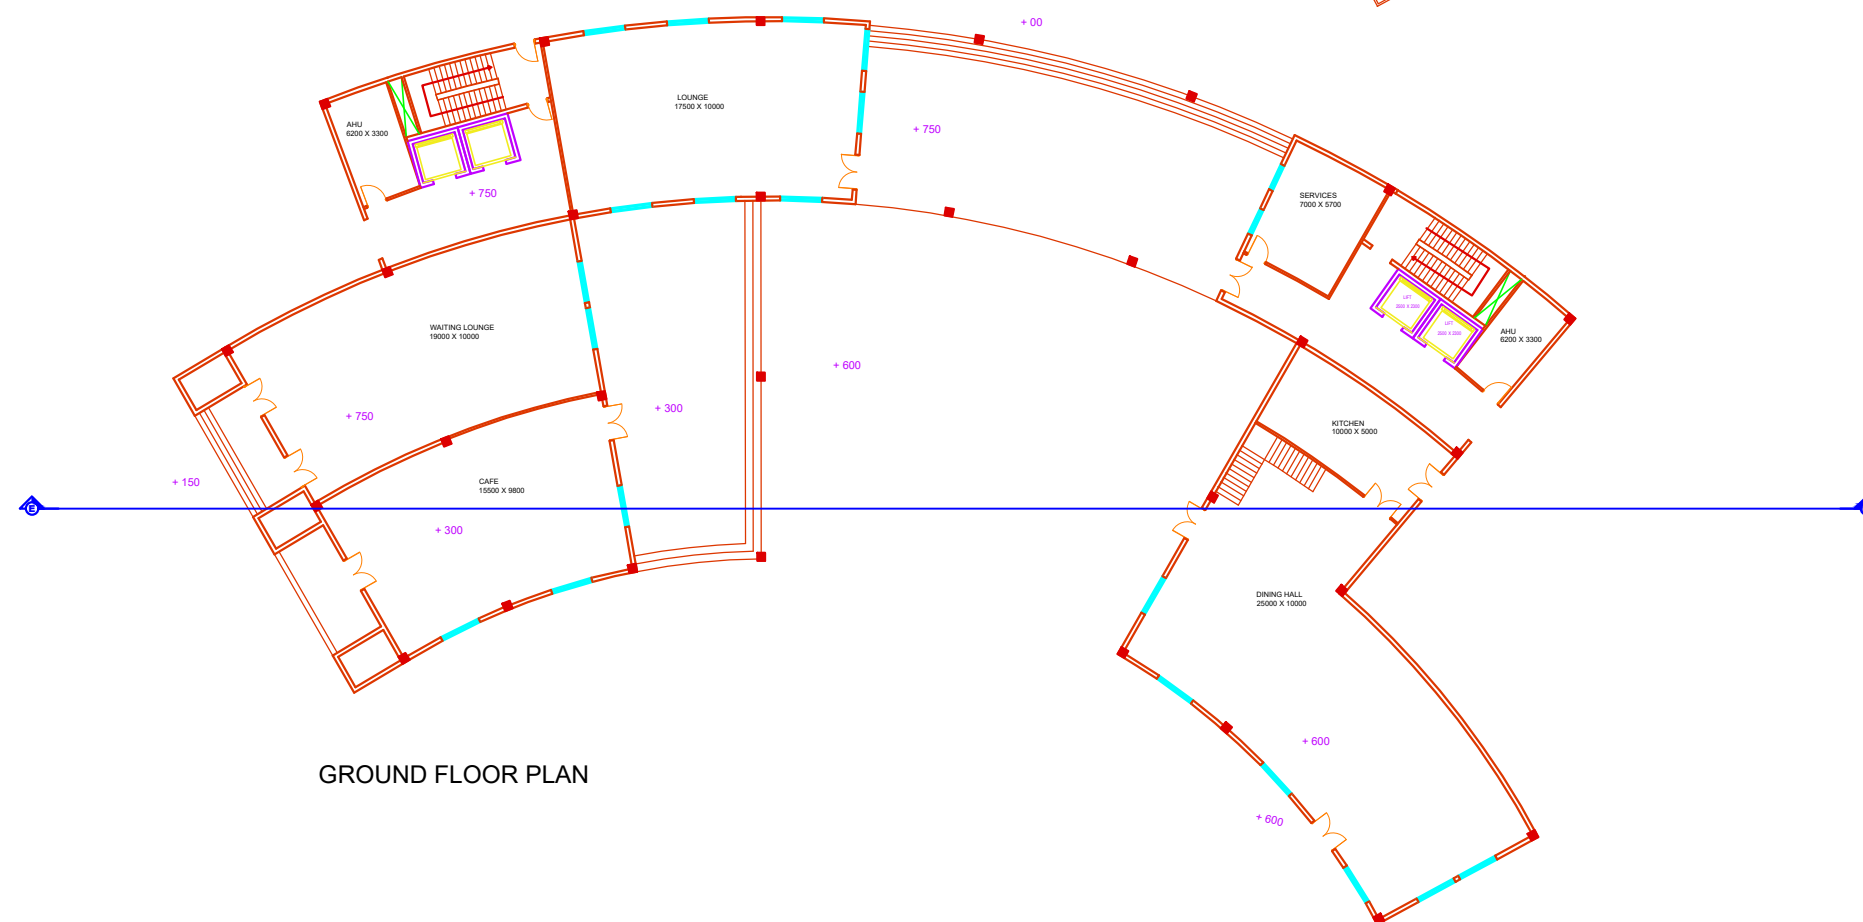 + 00
LOUNGE
17500 X 10000
AHU
6200 X 3300
+ 750
+ 750
SERVICES
7000 X 5700
LIFT
LIFT
AHU
6200 X 3300
WAITING LOUNGE
19000 X 10000
+ 600
+ 300
+ 750
KITCHEN
10000 X 5000
CAFE
15500 X 9800
+ 150
E
+ 300
DINING HALL
25000 X 10000
+ 600
GROUND FLOOR PLAN
+ 600